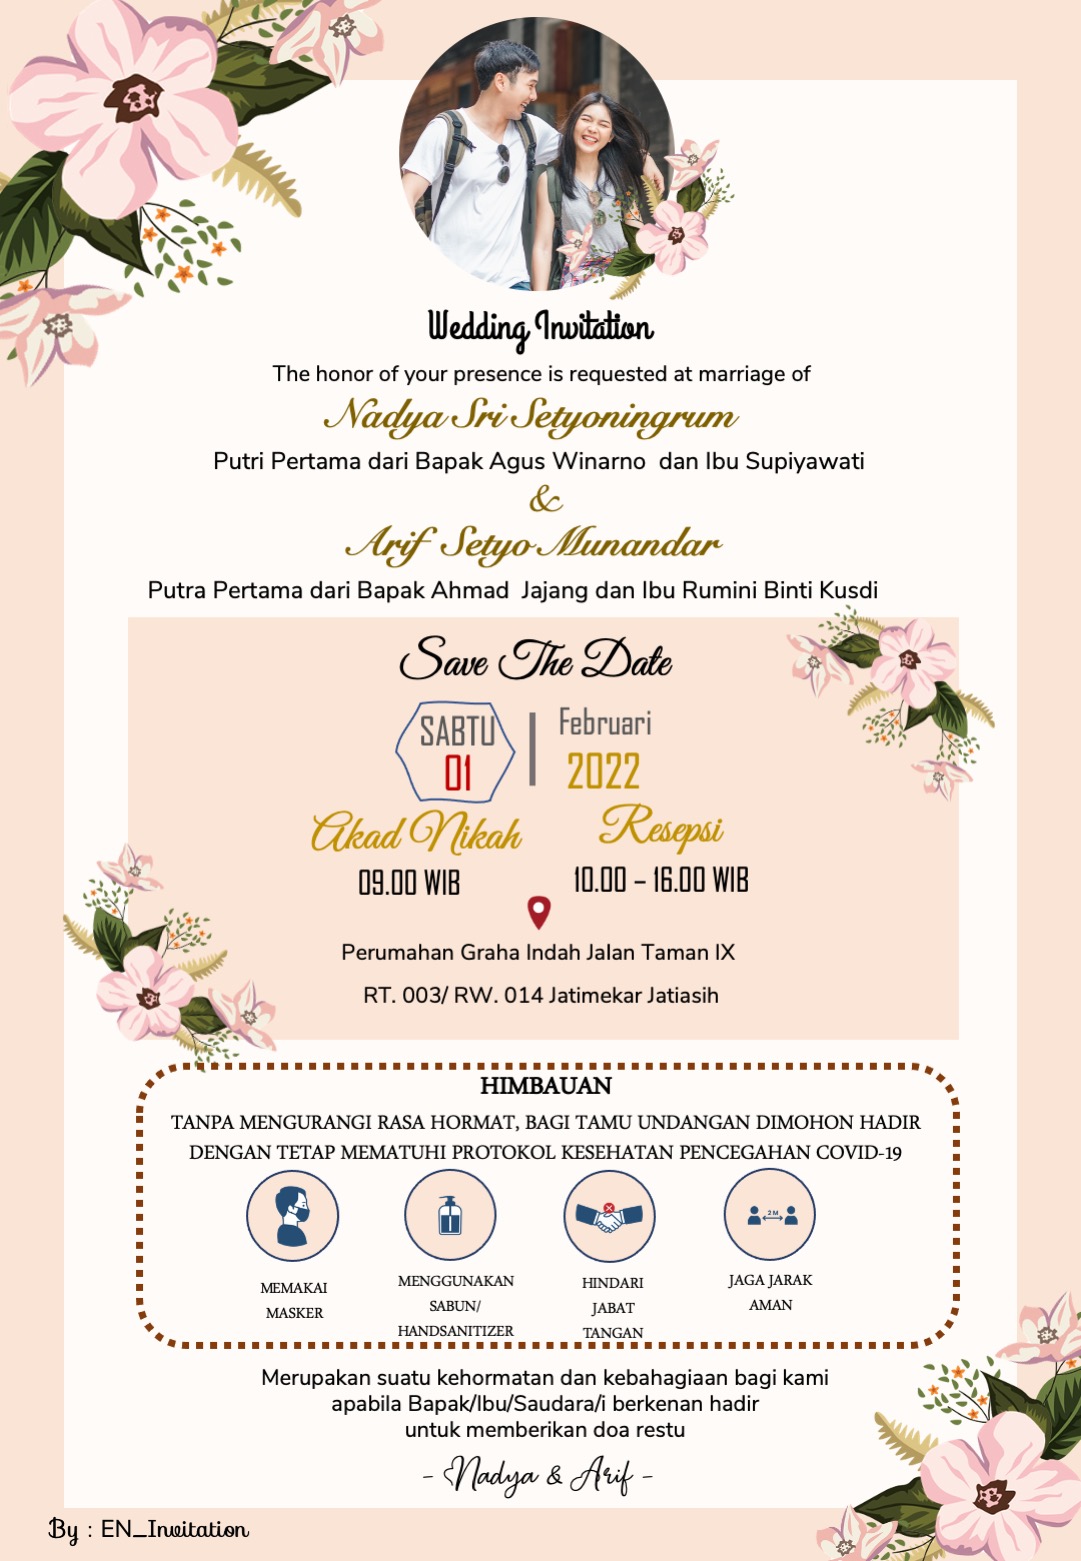 Wedding Invitation
The honor of your presence is requested at marriage of
Nadya Sri Setyoningrum
Putri Pertama dari Bapak Agus Winarno dan Ibu Supiyawati
&
Arif Setyo Munandar
Putra Pertama dari Bapak Ahmad Jajang dan Ibu Rumini Binti Kusdi
Save The Date
SABTU
01
Februari
2022
Akad Nikah
09.00 WIB
Resepsi
10.00 – 16.00 WIB
Perumahan Graha Indah Jalan Taman IX
RT. 003/ RW. 014 Jatimekar Jatiasih
HIMBAUAN
TANPA MENGURANGI RASA HORMAT, BAGI TAMU UNDANGAN DIMOHON HADIR
DENGAN TETAP MEMATUHI PROTOKOL KESEHATAN PENCEGAHAN COVID-19
MEMAKAI
MASKER
MENGGUNAKAN
SABUN/
HANDSANITIZER
HINDARI
JABAT
TANGAN
2 M
JAGA JARAK
AMAN
Merupakan suatu kehormatan dan kebahagiaan bagi kami
apabila Bapak/Ibu/Saudara/i berkenan hadir
untuk memberikan doa restu
- Nadya & Arif -
By : EN_Invitation